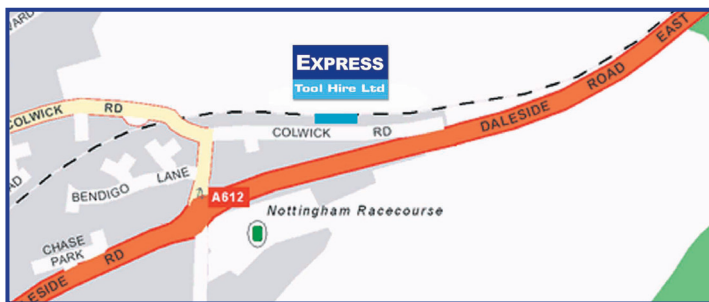 EXPRESS
Tool Hire Ltd
COLWICK RD
COLWICK RD
DALESIDE ROAD EAST
BENDIGO LANE
A612
Nottingham Racecourse
CHASE PARK
RD